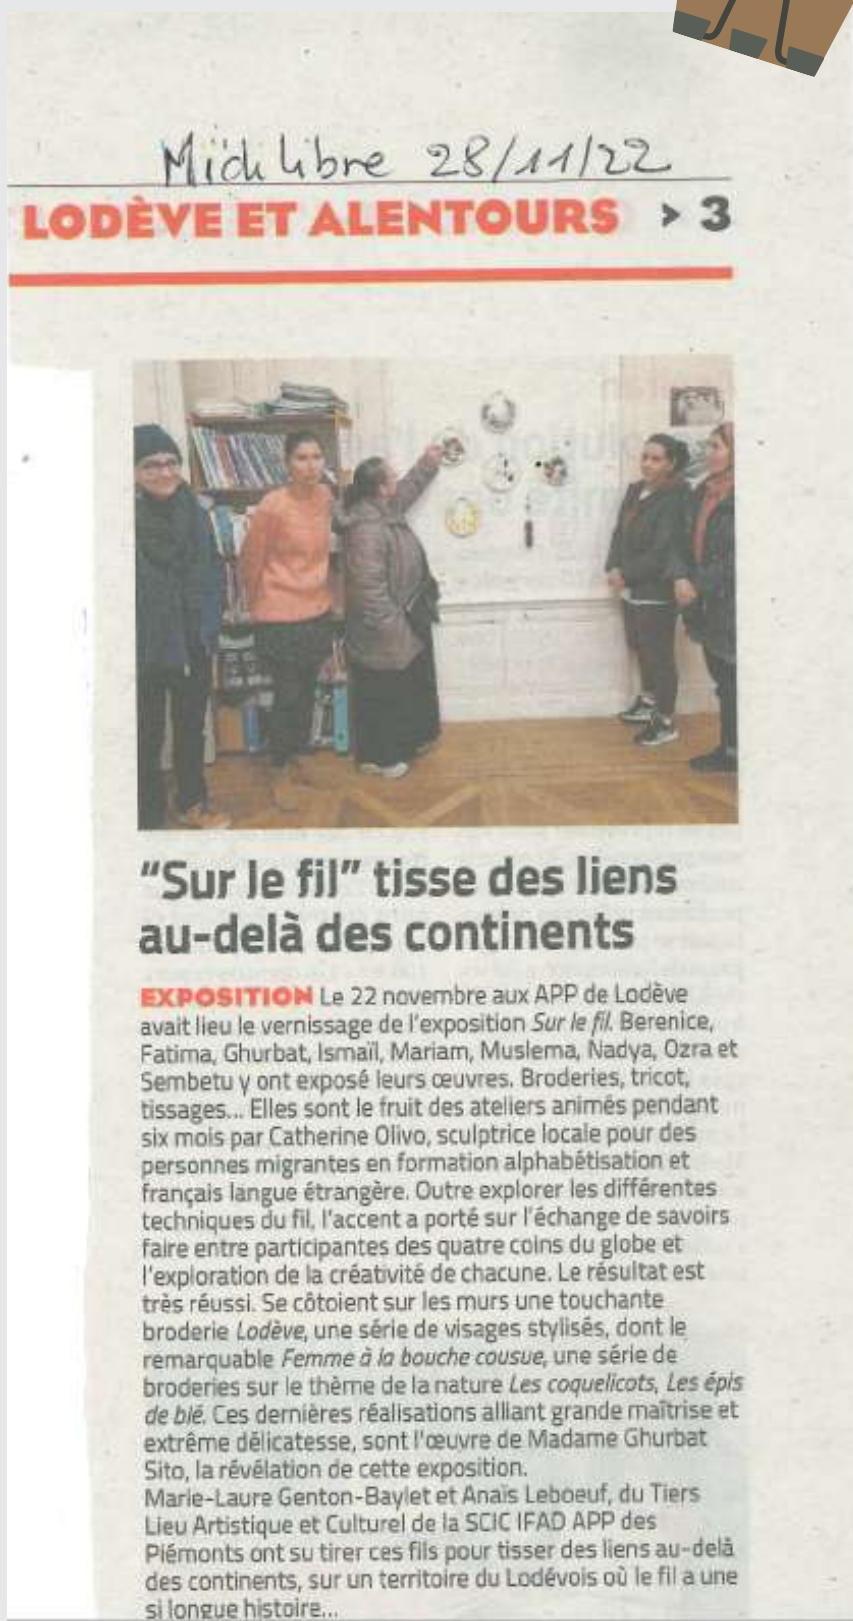 Midi libre 28/11/22
LODÈVE ET ALENTOURS > 3
"Sur le fil" tisse des liens
au-delà des continents
EXPOSITION Le 22 novembre aux APP de Lodève
avait lieu le vernissage de l'exposition Sur le fil. Berenice,
Fatima, Ghurbat, Ismaïl, Mariam, Muslema, Nadya, Ozra et
Sembetu y ont exposé leurs œuvres. Broderies, tricot,
tissages... Elles sont le fruit des ateliers animés pendant
six mois par Catherine Olivo, sculptrice locale pour des
personnes migrantes en formation alphabétisation et
français langue étrangère. Outre explorer les différentes
techniques du fil, l'accent a porté sur l'échange de savoirs
faire entre participantes des quatre coins du globe et
l'exploration de la créativité de chacune. Le résultat est
très réussi. Se côtoient sur les murs une touchante
broderie Lodève, une série de visages stylisés, dont le
remarquable Femme à la bouche cousue, une série de
broderies sur le thème de la nature Les coquelicots, Les épis
de blé. Ces dernières réalisations alliant grande maîtrise et
extrême délicatesse, sont l'œuvre de Madame Ghurbat
Sito, la révélation de cette exposition.
Marie-Laure Genton-Baylet et Anaïs Leboeuf, du Tiers
Lieu Artistique et Culturel de la SCIC IFAD APP des
Piémonts ont su tirer ces fils pour tisser des liens au-delà
des continents, sur un territoire du Lodévois où le fil a une
si longue histoire...